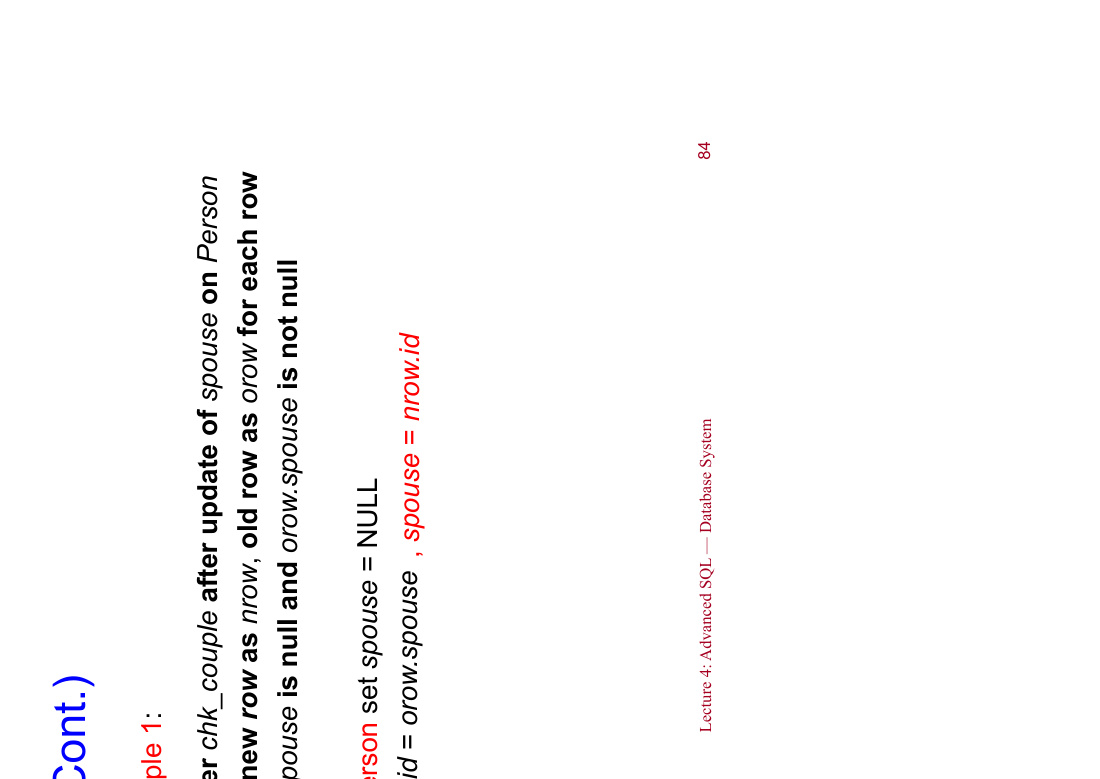 Cont.)
ple 1:
er chk_couple after update of spouse on Person
new row as nrow, old row as orow for each row
pouse is null and orow.spouse is not null
erson set spouse = NULL
id = orow.spouse , spouse = nrow.id
Lecture 4: Advanced SQL — Database System 84